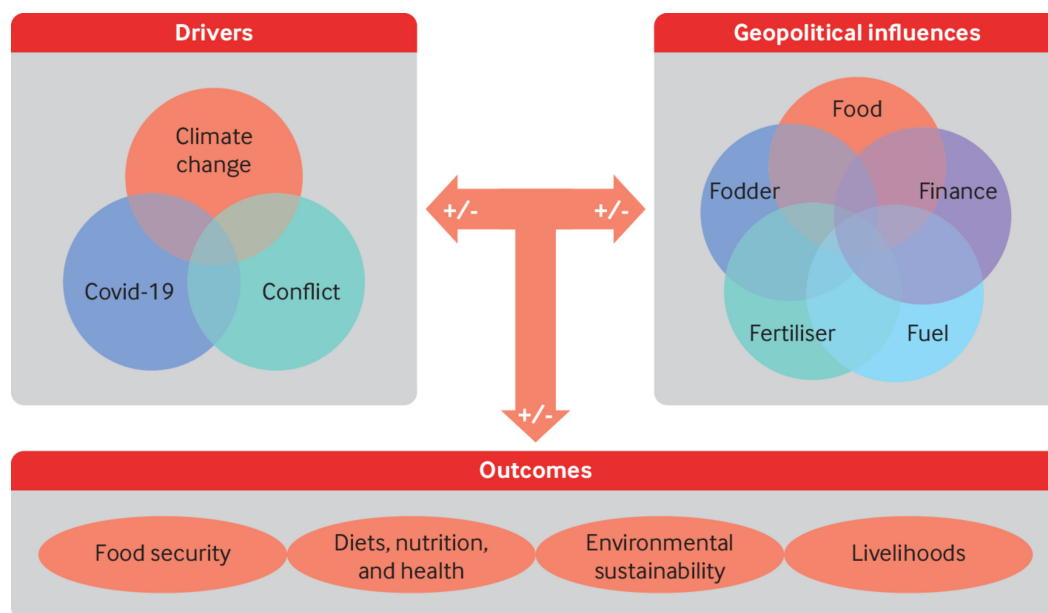 Drivers
Climate
change
Covid-19
Conflict
+/-
+/-
+/-
Geopolitical influences
Food
Fodder
Finance
Fertiliser
Fuel
Outcomes
Food security
Diets, nutrition,
and health
Environmental
sustainability
Livelihoods